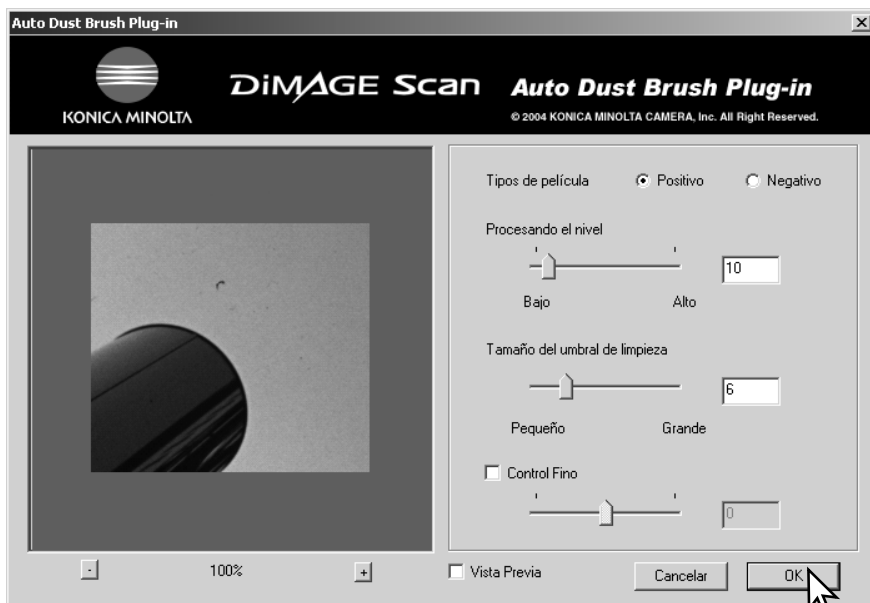 Auto Dust Brush Plug-in
KONICA MINOLTA
DiMAGE Scan
Auto Dust Brush Plug-in
© 2004 KONICA MINOLTA CAMERA, Inc. All Right Reserved.
Tipos de película Positivo Negativo
Procesando el nivel
10
Bajo Alto
Tamaño del umbral de limpieza
6
Pequeño Grande
Control Fino
0
- 100% +
Vista Previa Cancelar OK